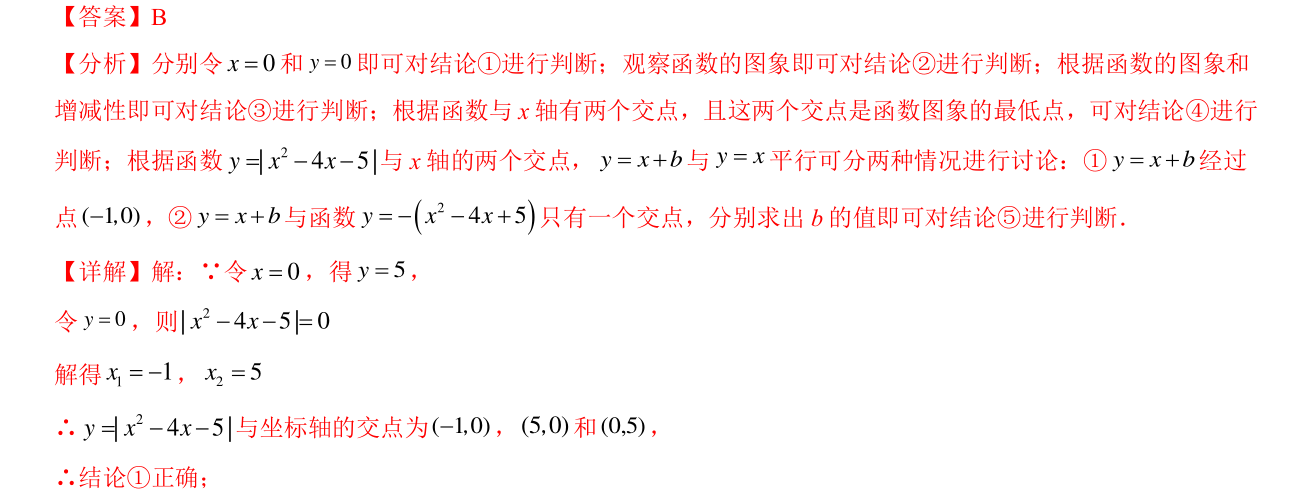 【答案】B
【分析】分别令 x = 0 和 y = 0 即可对结论①进行判断；观察函数的图象即可对结论②进行判断；根据函数的图象和
增减性即可对结论③进行判断；根据函数与 x 轴有两个交点，且这两个交点是函数图象的最低点，可对结论④进行
判断；根据函数 y =| x² − 4x − 5 | 与 x 轴的两个交点， y = x + b 与 y = x 平行可分两种情况进行讨论：① y = x + b 经过
点 (−1,0) ，② y = x + b 与函数 y = −(x² − 4x + 5) 只有一个交点，分别求出 b 的值即可对结论⑤进行判断．
【详解】解：∵令 x = 0 ，得 y = 5 ，
令 y = 0 ，则 | x² − 4x − 5 |= 0
解得 x₁ = −1 ， x₂ = 5
∴ y =| x² − 4x − 5 | 与坐标轴的交点为 (−1,0) ， (5,0) 和 (0,5) ，
∴结论①正确；